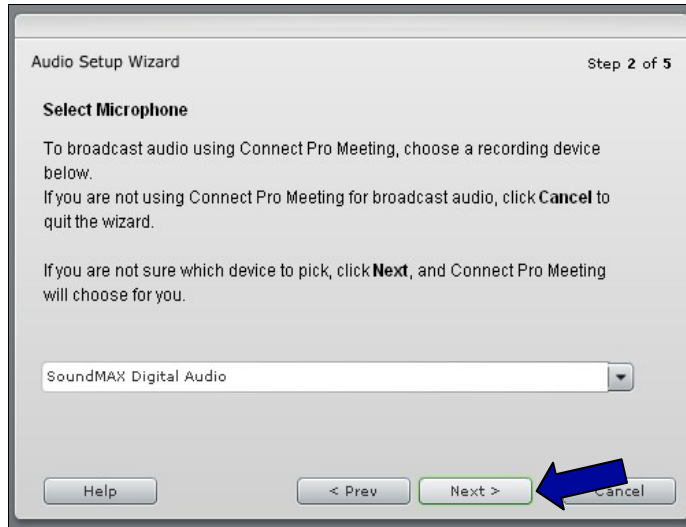 Audio Setup Wizard
Step 2 of 5
Select Microphone
To broadcast audio using Connect Pro Meeting, choose a recording device
below.
If you are not using Connect Pro Meeting for broadcast audio, click Cancel to
quit the wizard.
If you are not sure which device to pick, click Next, and Connect Pro Meeting
will choose for you.
SoundMAX Digital Audio
Help
< Prev
Next >
Cancel